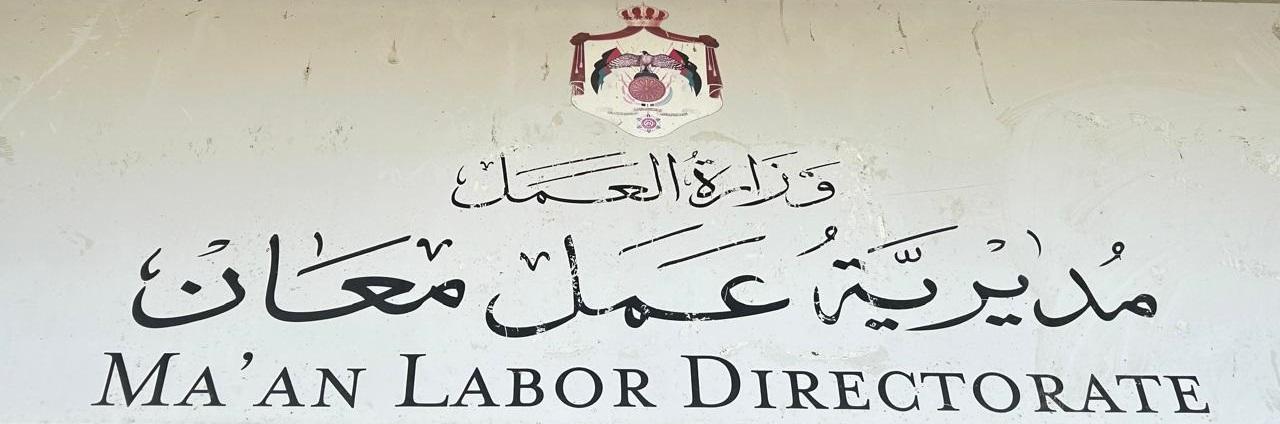 وزارة العمل
مديرية عمل معان
MA'AN LABOR DIRECTORATE